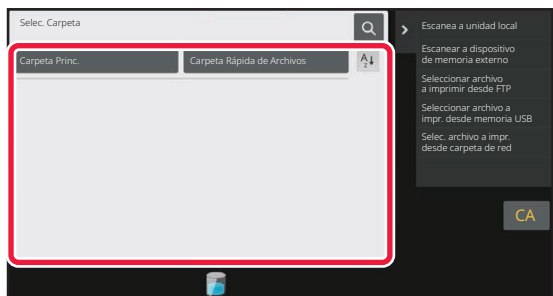 Selec. Carpeta
Carpeta Princ.
Carpeta Rápida de Archivos
A
Z
Escanea a unidad local
Escanear a dispositivo
de memoria externo
Seleccionar archivo
a imprimir desde FTP
Seleccionar archivo a
impr. desde memoria USB
Selec. archivo a impr.
desde carpeta de red
CA